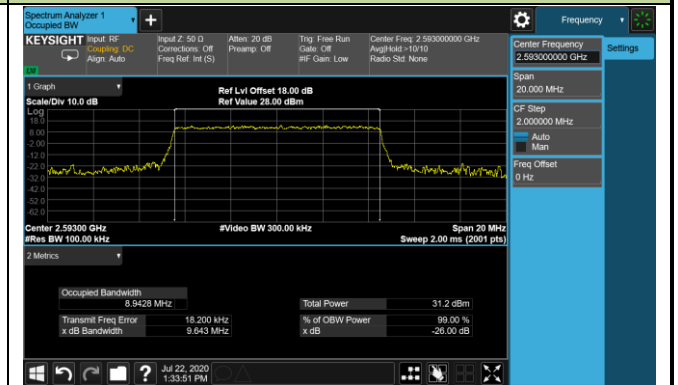 Spectrum Analyzer 1
Occupied BW
+
Frequency
KEYSIGHT Input: RF
Coupling: DC
Align: Auto
Input Z: 50 Ω
Corrections: Off
Freq Ref: Int (S)
Atten: 20 dB
Preamp: Off
Trig: Free Run
Gate: Off
#IF Gain: Low
Center Freq: 2.593000000 GHz
Avg|Hold:>10/10
Radio Std: None
Center Frequency
2.593000000 GHz
Settings
Span
20.000 MHz
CF Step
2.000000 MHz
Auto
Man
Freq Offset
0 Hz
1 Graph
Scale/Div 10.0 dB
Ref Lvl Offset 18.00 dB
Ref Value 28.00 dBm
Log
18.0
8.00
-2.00
-12.0
-22.0
-32.0
-42.0
-52.0
-62.0
Center 2.59300 GHz
#Res BW 100.00 kHz
#Video BW 300.00 kHz
Span 20 MHz
Sweep 2.00 ms (2001 pts)
2 Metrics
Occupied Bandwidth
8.9428 MHz
Total Power 31.2 dBm
Transmit Freq Error 18.200 kHz
% of OBW Power 99.00 %
x dB Bandwidth 9.643 MHz
x dB -26.00 dB
?
Jul 22, 2020
1:33:51 PM